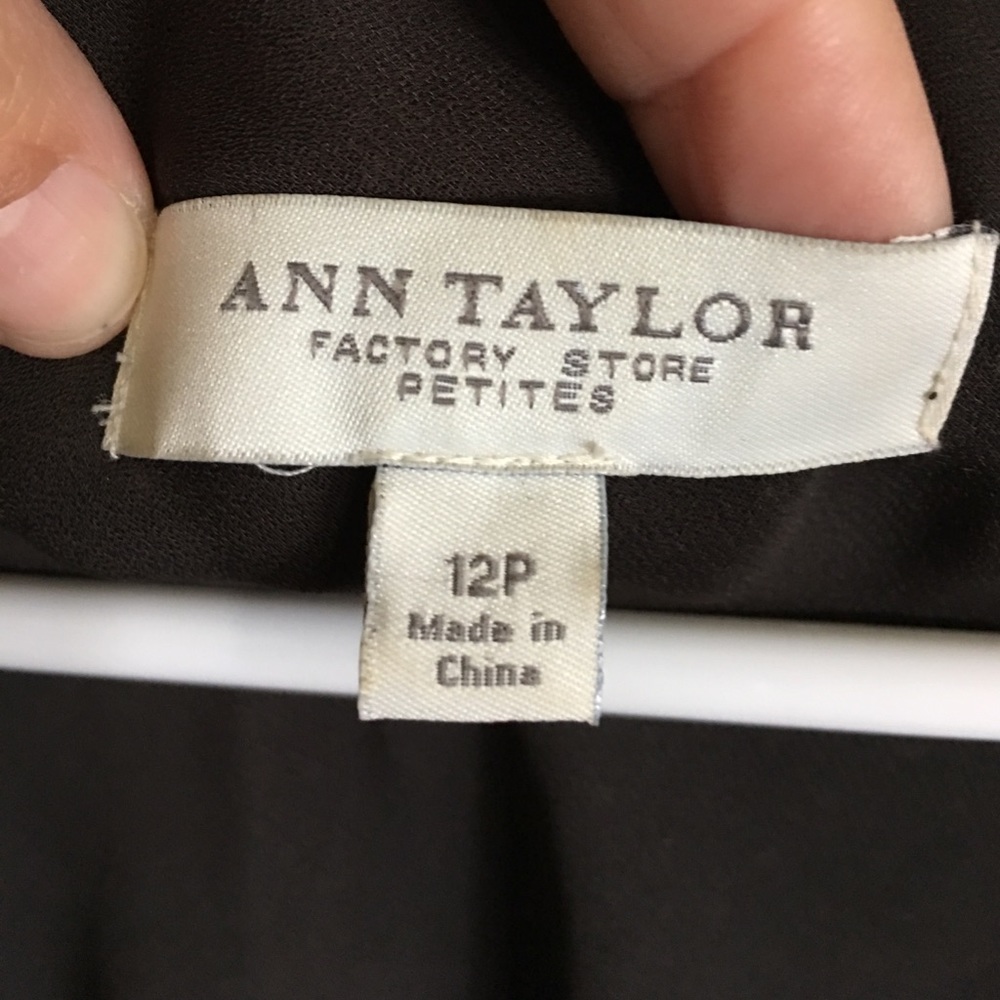 ANN TAYLOR
FACTORY STORE
PETITES
12P
Made in
China